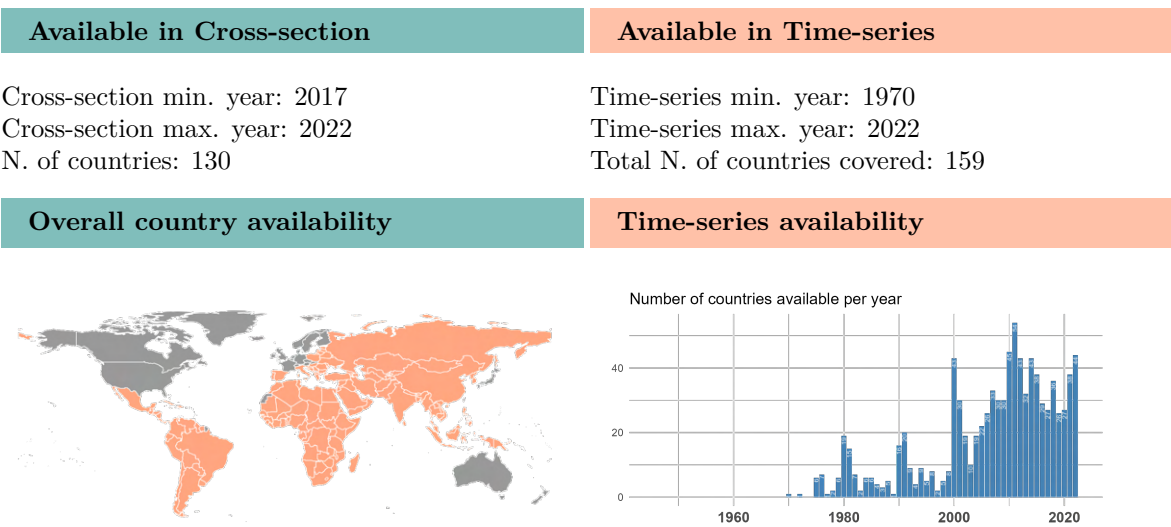 Available in Cross-section
Available in Time-series
Cross-section min. year: 2017
Cross-section max. year: 2022
N. of countries: 130
Time-series min. year: 1970
Time-series max. year: 2022
Total N. of countries covered: 159
Overall country availability
Time-series availability
Number of countries available per year
40
20
0
1960
1980
2000
2020